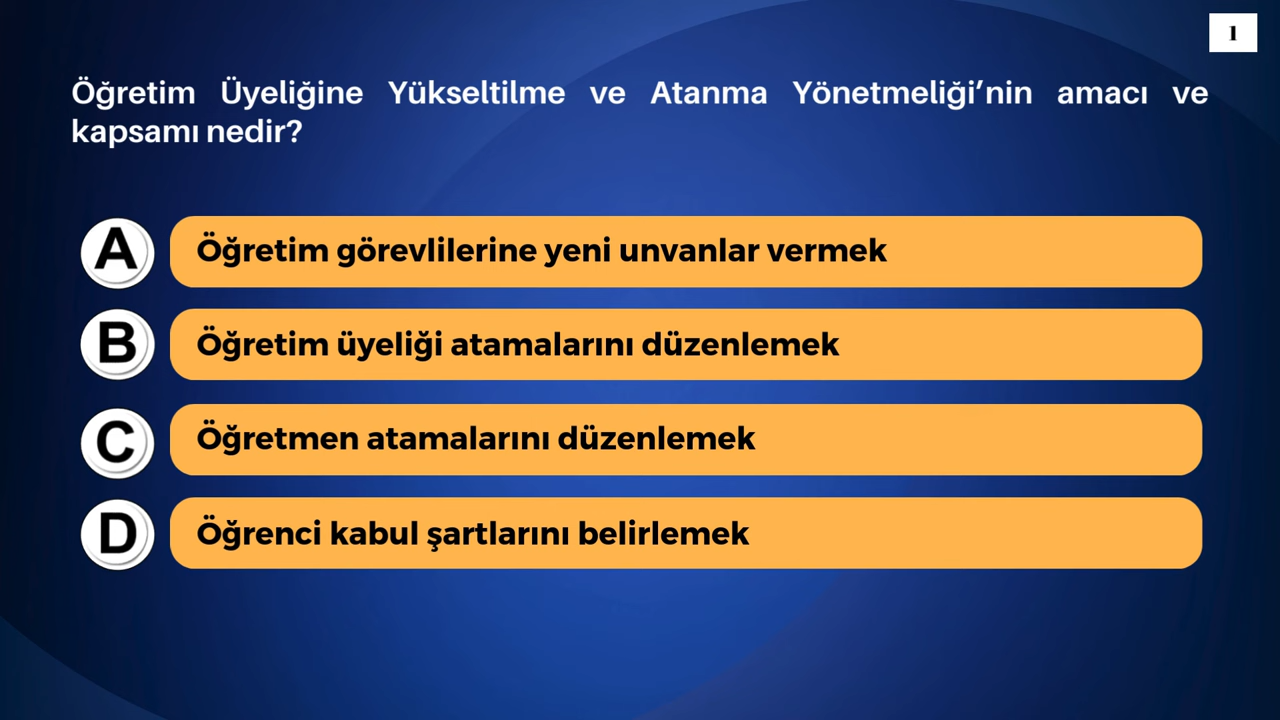 1
Öğretim Üyeliğine Yükseltilme ve Atanma Yönetmeliği’nin amacı ve
kapsamı nedir?
A Öğretim görevlilerine yeni unvanlar vermek
B Öğretim üyeliği atamalarını düzenlemek
C Öğretmen atamalarını düzenlemek
D Öğrenci kabul şartlarını belirlemek